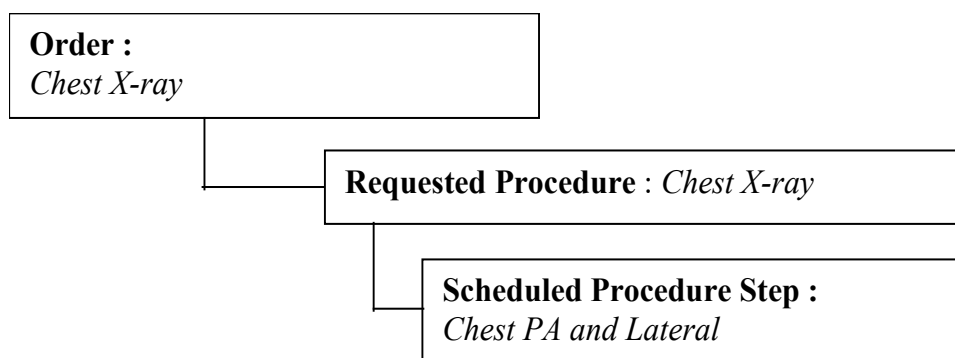 Order :
Chest X-ray
Requested Procedure : Chest X-ray
Scheduled Procedure Step :
Chest PA and Lateral